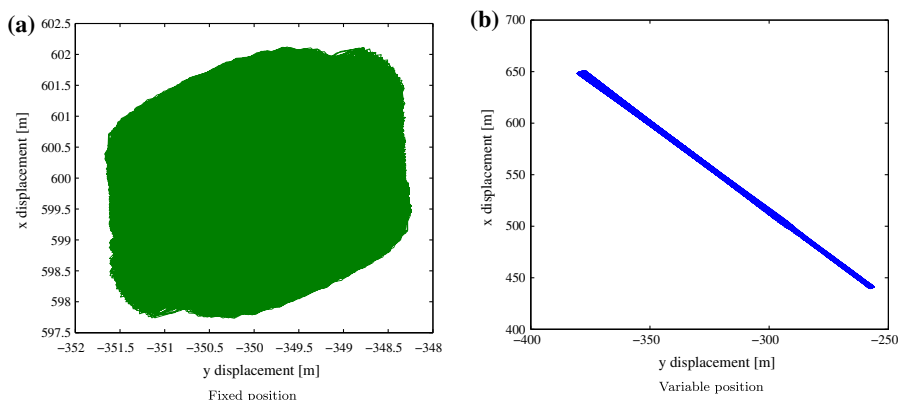 (a)
602.5
602
601.5
601
600.5
600
599.5
599
598.5
598
597.5
x displacement [m]
−352 −351.5 −351 −350.5 −350 −349.5 −349 −348.5 −348
y displacement [m]
Fixed position
(b)
700
650
600
550
500
450
400
x displacement [m]
−400 −350 −300 −250
y displacement [m]
Variable position